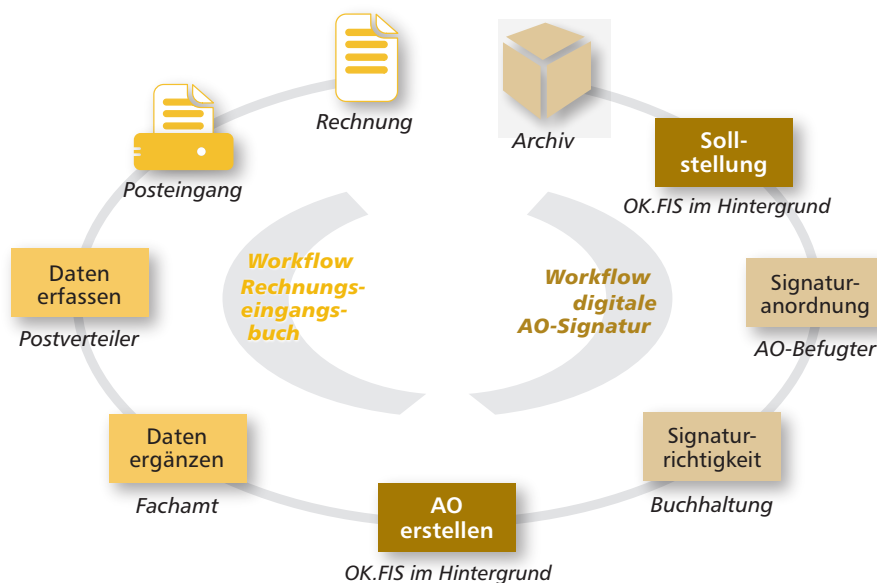 Rechnung
Posteingang
Daten
erfassen
Postverteiler
Daten
ergänzen
Fachamt
AO
erstellen
OK.FIS im Hintergrund
Signatur-
richtigkeit
Buchhaltung
Signatur-
anordnung
AO-Befugter
Soll-
stellung
OK.FIS im Hintergrund
Archiv
Workflow
Rechnungs-
eingangs-
buch
Workflow
digitale
AO-Signatur